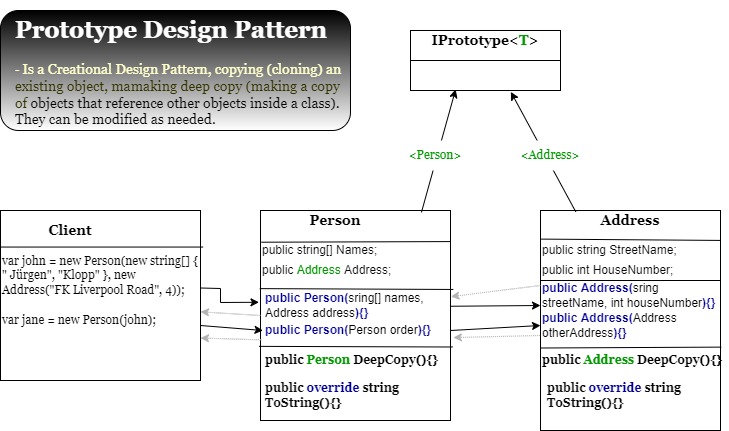 Prototype Design Pattern
- Is a Creational Design Pattern, copying (cloning) an
existing object, mamaking deep copy (making a copy
of objects that reference other objects inside a class).
They can be modified as needed.
IPrototype<T>
<Person>
<Address>
Client
var john = new Person(new string[] {
" Jürgen", "Klopp" }, new
Address("FK Liverpool Road", 4));
var jane = new Person(john);
Person
public string[] Names;
public Address Address;
public Person(sring[] names,
Address address){}
public Person(Person order){}
public Person DeepCopy(){}
public override string
ToString(){}
Address
public string StreetName;
public int HouseNumber;
public Address(sring
streetName, int houseNumber){}
public Address(Address
otherAddress){}
public Address DeepCopy(){}
public override string
ToString(){}